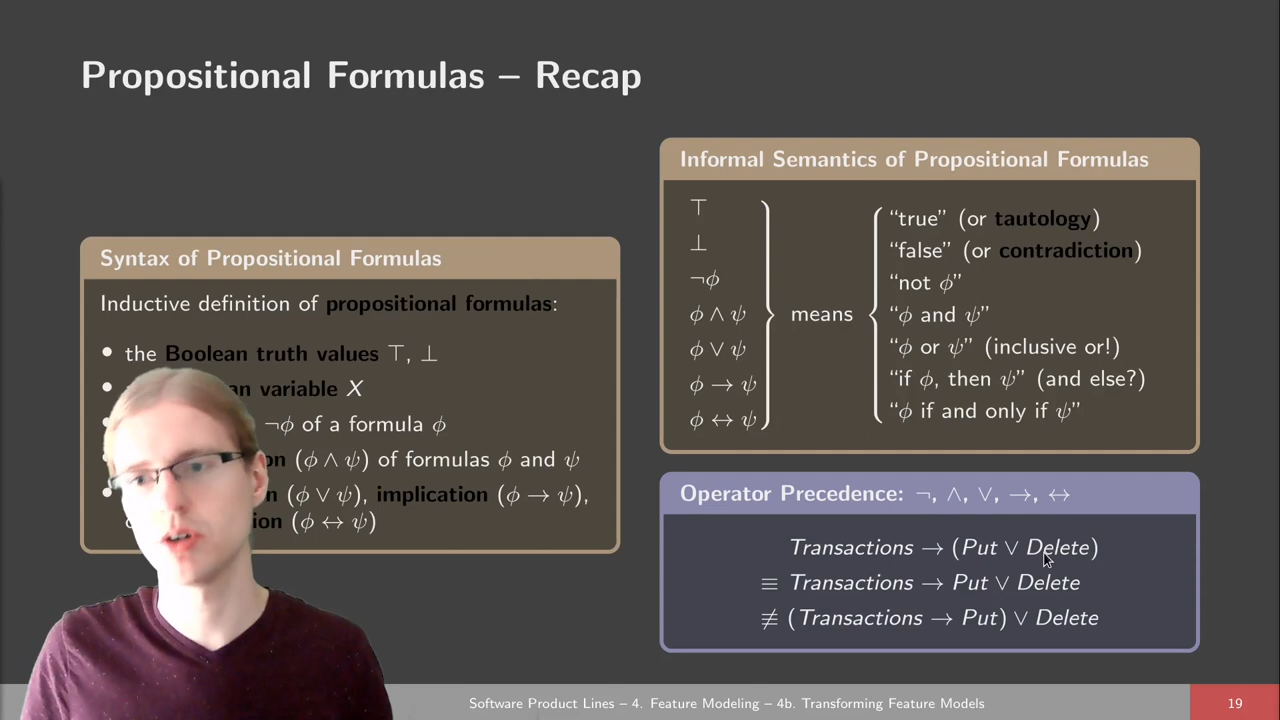 Propositional Formulas – Recap
Syntax of Propositional Formulas
Inductive definition of propositional formulas:
• the Boolean truth values ⊤, ⊥
• variable X
¬ϕ of a formula ϕ
(ϕ ∧ ψ) of formulas ϕ and ψ
• (ϕ ∨ ψ), implication (ϕ → ψ),
(ϕ ↔ ψ)
Informal Semantics of Propositional Formulas
⊤
⊥
¬ϕ
ϕ ∧ ψ
ϕ ∨ ψ
ϕ → ψ
ϕ ↔ ψ
means
“true” (or tautology)
“false” (or contradiction)
“not ϕ”
“ϕ and ψ”
“ϕ or ψ” (inclusive or!)
“if ϕ, then ψ” (and else?)
“ϕ if and only if ψ”
Operator Precedence: ¬, ∧, ∨, →, ↔
Transactions → (Put ∨ Delete)
≡ Transactions → Put ∨ Delete
≢ (Transactions → Put) ∨ Delete
Software Product Lines – 4. Feature Modeling – 4b. Transforming Feature Models
19